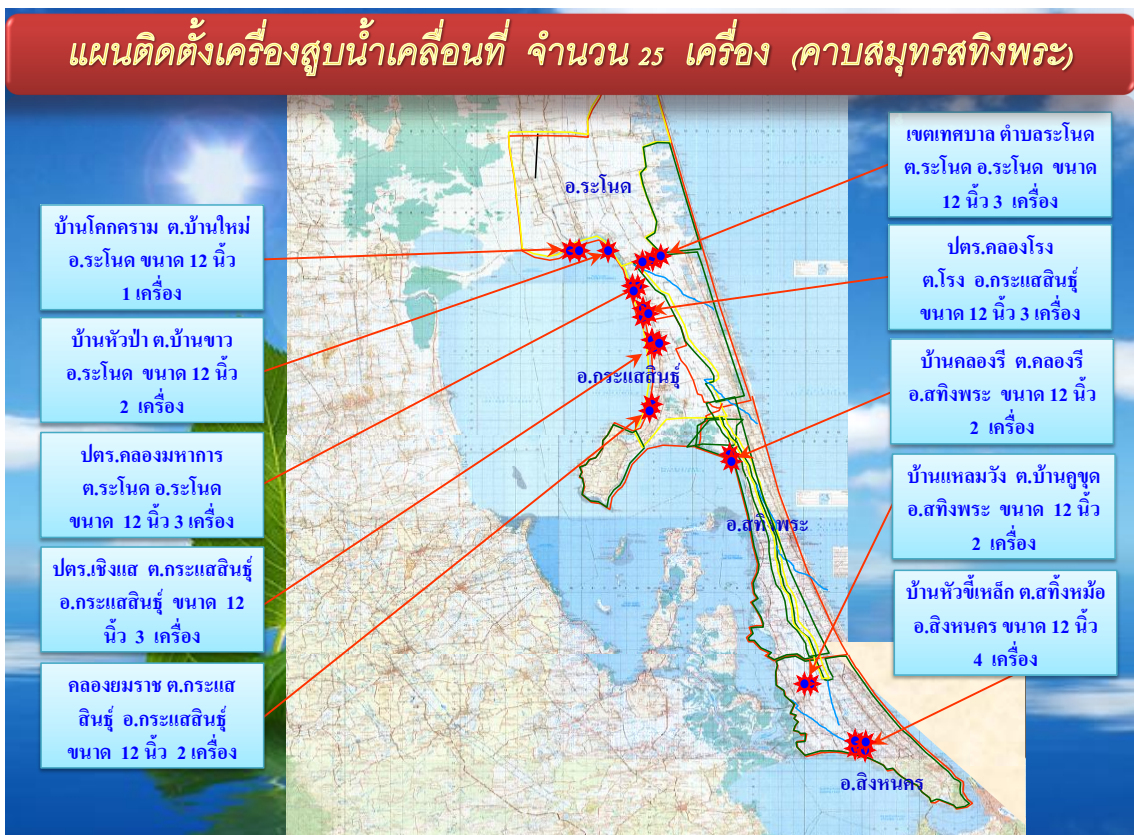 แผนติดตั้งเครื่องสูบน้ำเคลื่อนที่ จำนวน 25 เครื่อง (คาบสมุทรสทิงพระ)
บ้านโคกคราม ต.บ้านใหม่
อ.ระโนด ขนาด 12 นิ้ว
1 เครื่อง
บ้านหัวป่า ต.บ้านขาว
อ.ระโนด ขนาด 12 นิ้ว
2 เครื่อง
ปตร.คลองมหาการ
ต.ระโนด อ.ระโนด
ขนาด 12 นิ้ว 3 เครื่อง
ปตร.เชิงแส ต.กระแสสินธุ์
อ.กระแสสินธุ์ ขนาด 12
นิ้ว 3 เครื่อง
คลองยมราช ต.กระแส
สินธุ์ อ.กระแสสินธุ์
ขนาด 12 นิ้ว 2 เครื่อง
อ.ระโนด
อ.กระแสสินธุ์
อ.สทิงพระ
อ.สิงหนคร
เขตเทศบาล ตำบลระโนด
ต.ระโนด อ.ระโนด ขนาด
12 นิ้ว 3 เครื่อง
ปตร.คลองโรง
ต.โรง อ.กระแสสินธุ์
ขนาด 12 นิ้ว 3 เครื่อง
บ้านคลองรี ต.คลองรี
อ.สทิงพระ ขนาด 12 นิ้ว
2 เครื่อง
บ้านแหลมวัง ต.บ้านคูขุด
อ.สทิงพระ ขนาด 12 นิ้ว
2 เครื่อง
บ้านหัวขี้เหล็ก ต.สทิ้งหม้อ
อ.สิงหนคร ขนาด 12 นิ้ว
4 เครื่อง